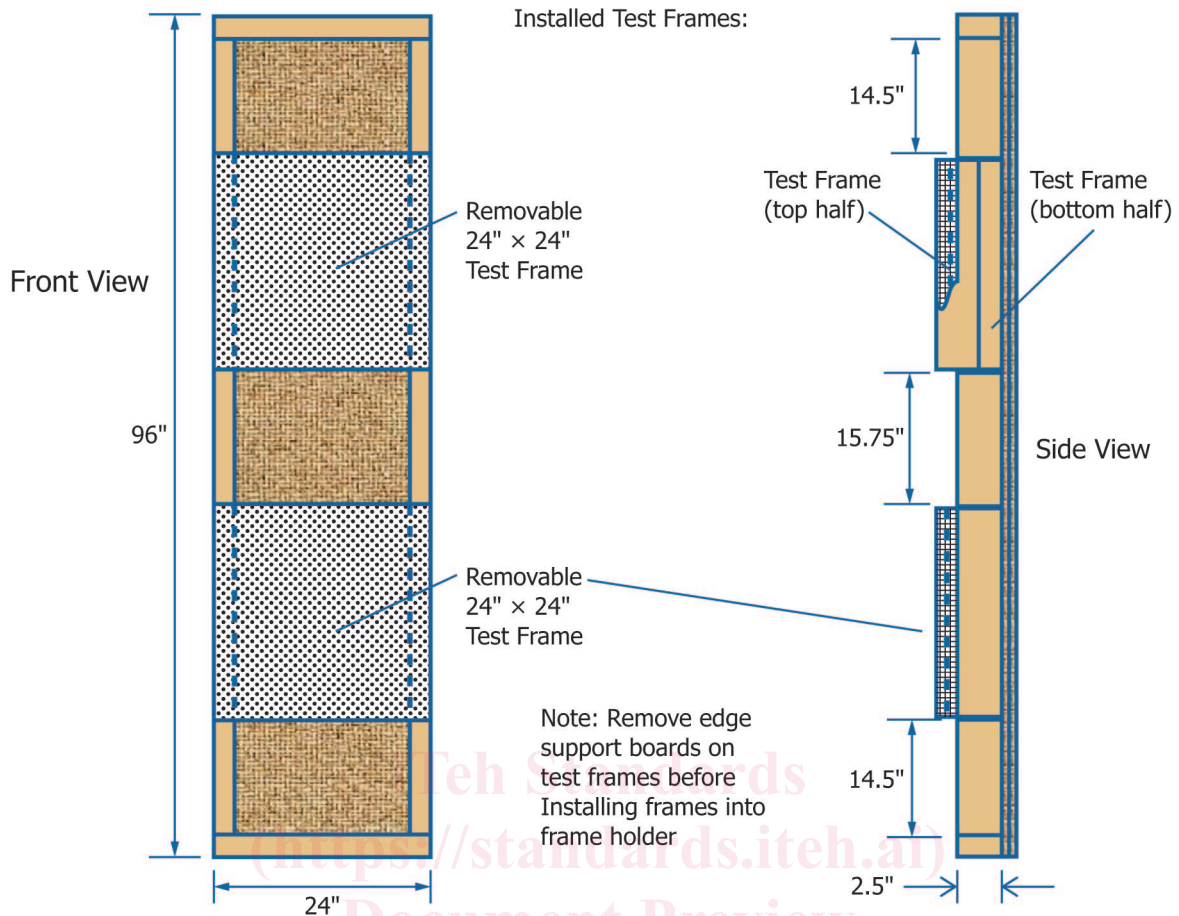 Installed Test Frames:
14.5"
Test Frame
(top half)
Test Frame
(bottom half)
Removable
24" × 24"
Test Frame
Front View
96"
15.75"
Side View
Removable
24" × 24"
Test Frame
Note: Remove edge
support boards on
test frames before
Installing frames into
frame holder
14.5"
2.5"
24"
iTeh Standards
(https://standards.iteh.ai)
Document Preview